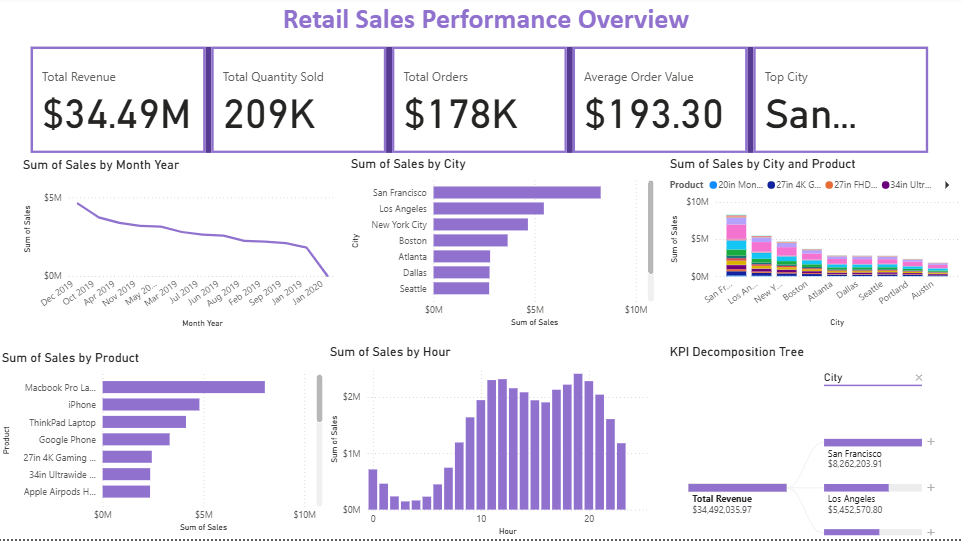 Retail Sales Performance Overview
Total Revenue
$34.49M
Total Quantity Sold
209K
Total Orders
$178K
Average Order Value
$193.30
Top City
San...
Sum of Sales by Month Year
Sum of Sales
$5M
$0M
Dec 2019
Oct 2019
Apr 2019
Nov 2019
May 20...
Mar 2019
Jul 2019
Jun 2019
Aug 2019
Feb 2019
Sep 2019
Jan 2019
Jan 2020
Month Year
Sum of Sales by City
City
San Francisco
Los Angeles
New York City
Boston
Atlanta
Dallas
Seattle
$0M
$5M
$10M
Sum of Sales
Sum of Sales by City and Product
Product 20in Mon... 27in 4K G... 27in FHD... 34in Ultr...
Sum of Sales
$10M
$5M
$0M
San Fr...
Los An...
New Y...
Boston
Atlanta
Dallas
Seattle
Portland
Austin
City
Sum of Sales by Product
Product
Macbook Pro La...
iPhone
ThinkPad Laptop
Google Phone
27in 4K Gaming ...
34in Ultrawide ...
Apple Airpods H...
$0M
$5M
$10M
Sum of Sales
Sum of Sales by Hour
Sum of Sales
$2M
$1M
$0M
0
10
20
Hour
KPI Decomposition Tree
City
San Francisco
$8,262,203.91
Total Revenue
$34,492,035.97
Los Angeles
$5,452,570.80